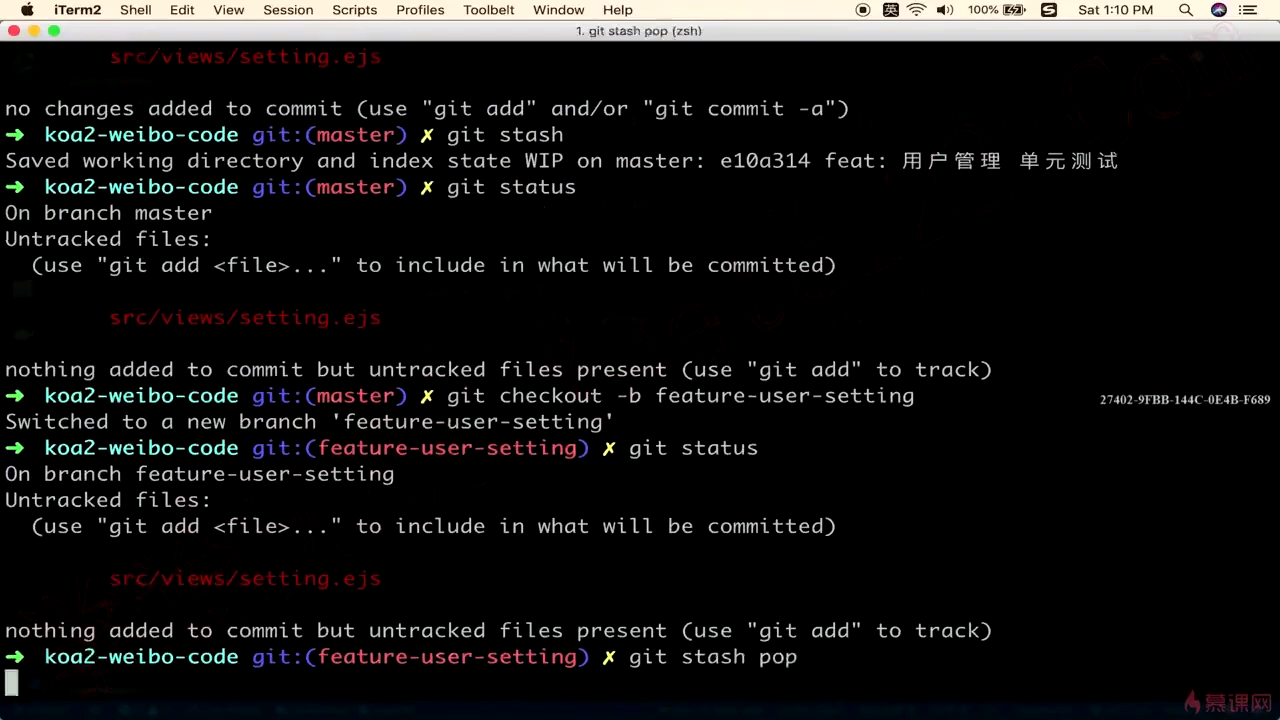 iTerm2 Shell Edit View Session Scripts Profiles Toolbelt Window Help 英 100% Sat 1:10 PM
1. git stash pop (zsh)
src/views/setting.ejs
no changes added to commit (use "git add" and/or "git commit -a")
➜ koa2-weibo-code git:(master) ✗ git stash
Saved working directory and index state WIP on master: e10a314 feat: 用户管理 单元测试
➜ koa2-weibo-code git:(master) ✗ git status
On branch master
Untracked files:
(use "git add <file>..." to include in what will be committed)
src/views/setting.ejs
nothing added to commit but untracked files present (use "git add" to track)
➜ koa2-weibo-code git:(master) ✗ git checkout -b feature-user-setting
27402-9FBB-144C-0E4B-F689
Switched to a new branch 'feature-user-setting'
➜ koa2-weibo-code git:(feature-user-setting) ✗ git status
On branch feature-user-setting
Untracked files:
(use "git add <file>..." to include in what will be committed)
src/views/setting.ejs
nothing added to commit but untracked files present (use "git add" to track)
➜ koa2-weibo-code git:(feature-user-setting) ✗ git stash pop
慕课网